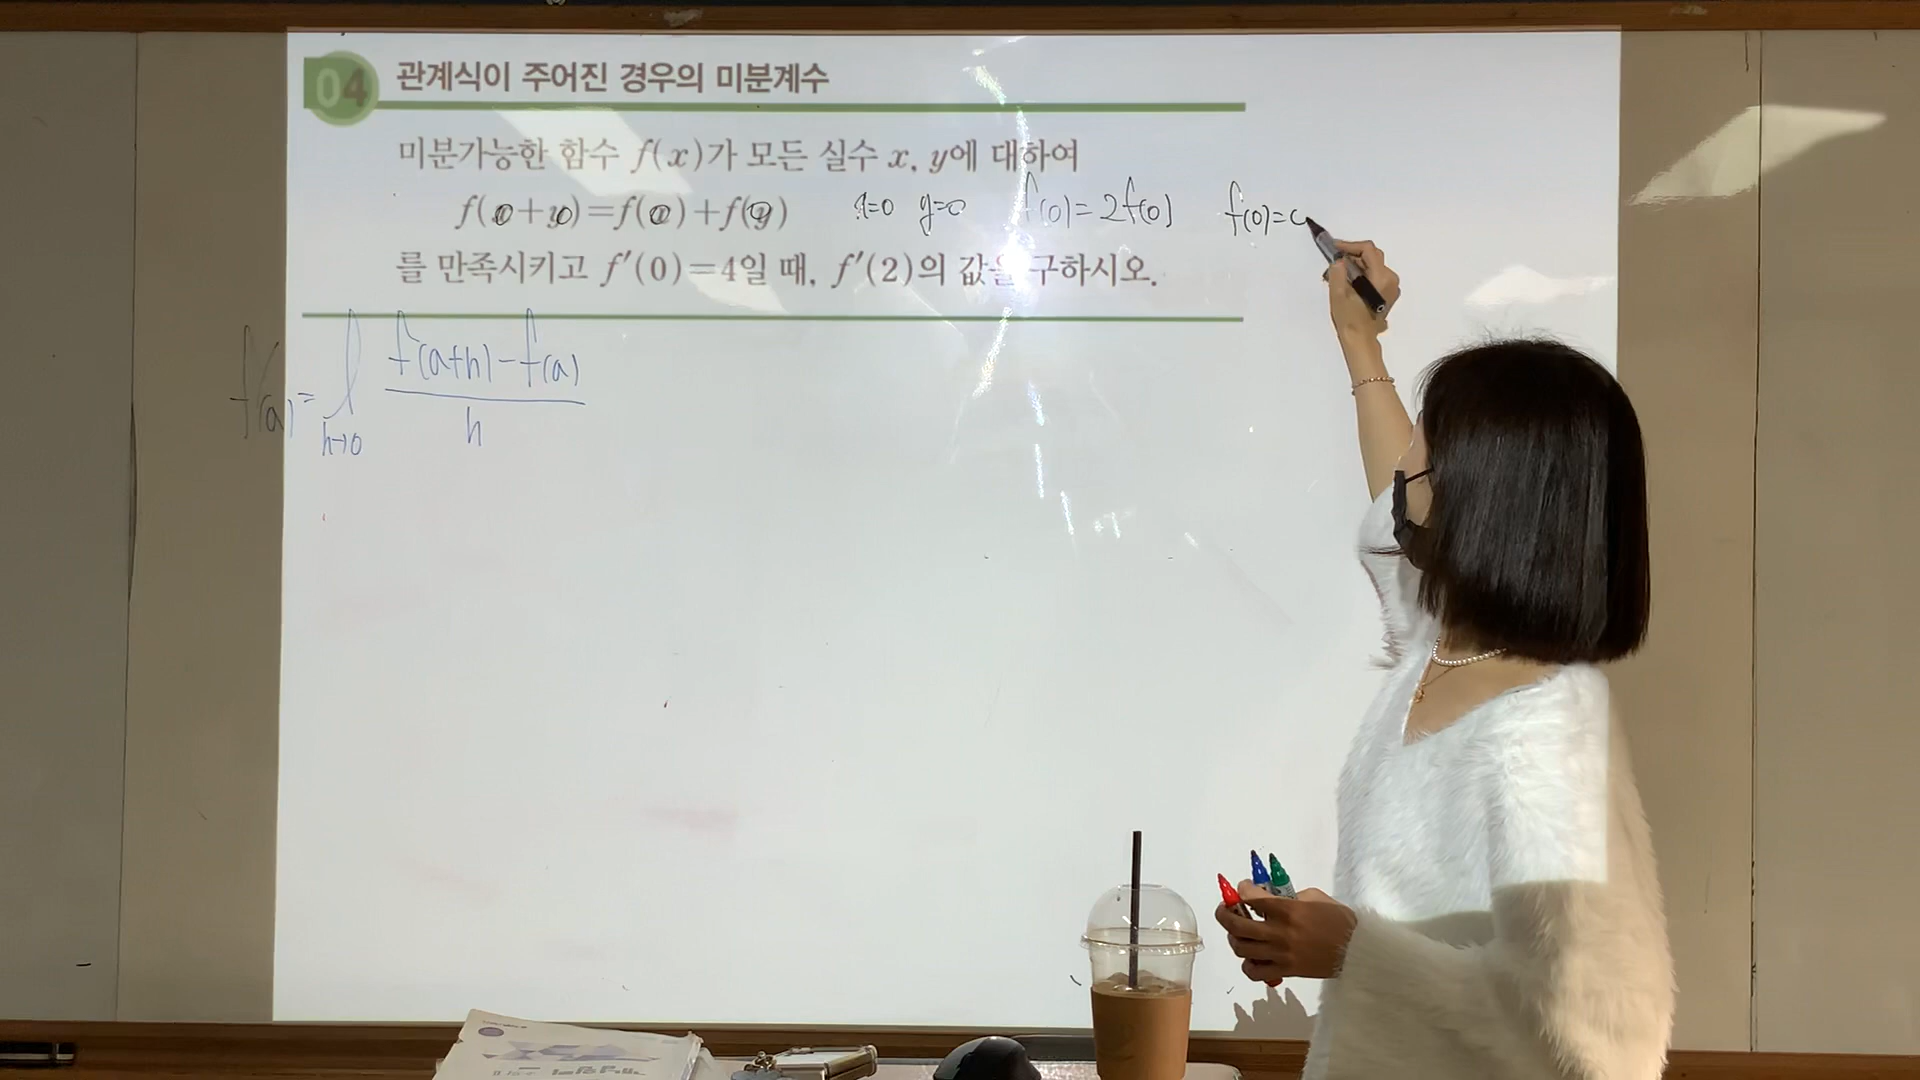 04 관계식이 주어진 경우의 미분계수
미분가능한 함수 f(x)가 모든 실수 x, y에 대하여
f(x+y)=f(x)+f(y) x=0 y=0 f(0)=2f(0) f(0)=0
를 만족시키고 f′(0)=4일 때, f′(2)의 값을 구하시오.
f′(a)= l h→0 f(a+h)-f(a) / h